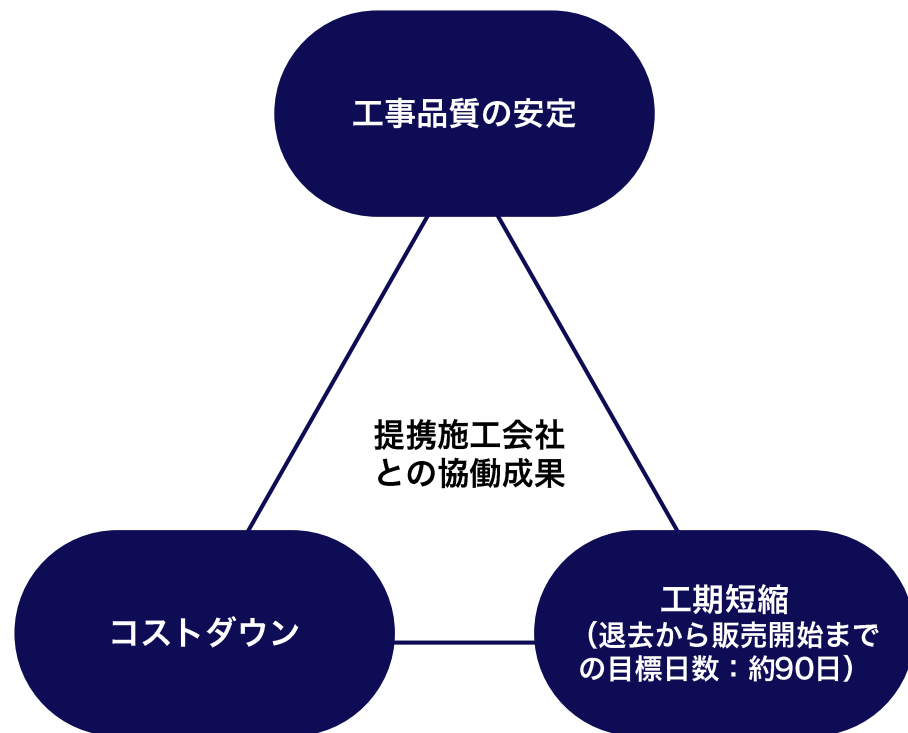 工事品質の安定
提携施工会社
との協働成果
コストダウン
工期短縮
（退去から販売開始まで
の目標日数：約90日）